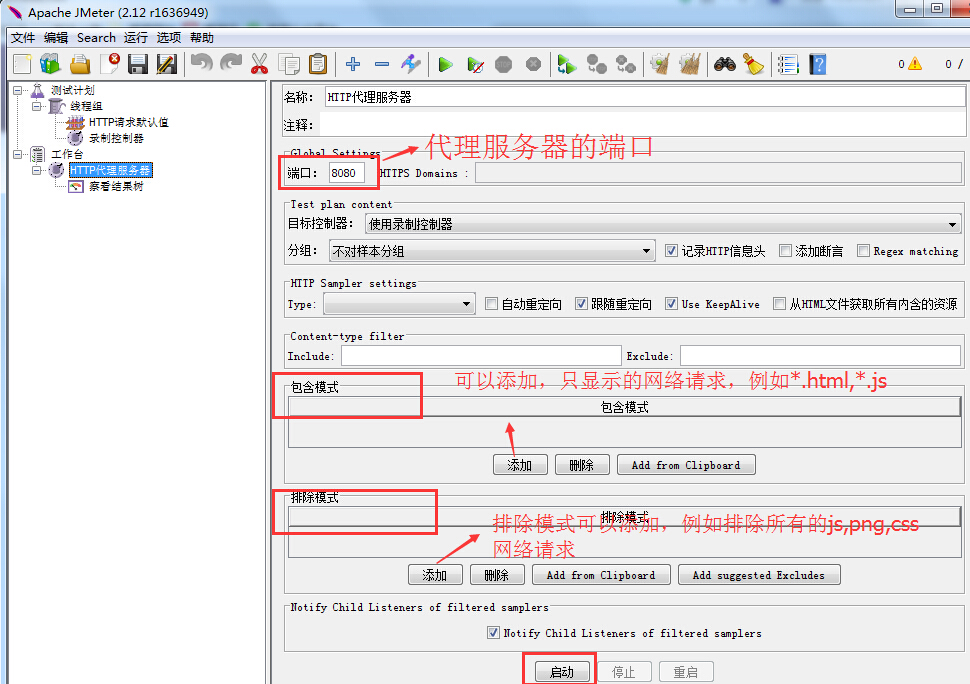 Apache JMeter (2.12 r1636949)
文件 编辑 Search 运行 选项 帮助
0 0 /
测试计划
线程组
HTTP请求默认值
录制控制器
工作台
HTTP代理服务器
察看结果树
名称: HTTP代理服务器
注释:
Global Settings
代理服务器的端口
端口: 8080 HTTPS Domains :
Test plan content
目标控制器: 使用录制控制器
分组: 不对样本分组 记录HTTP信息头 添加断言 Regex matching
HTTP Sampler settings
Type: 自动重定向 跟随重定向 Use KeepAlive 从HTML文件获取所有内含的资源
Content-type filter
Include: Exclude:
可以添加，只显示的网络请求，例如*.html,*.js
包含模式
包含模式
添加 删除 Add from Clipboard
排除模式
排除模式
排除模式可以添加，例如排除所有的js,png,css
网络请求
添加 删除 Add from Clipboard Add suggested Excludes
Notify Child Listeners of filtered samplers
Notify Child Listeners of filtered samplers
启动 停止 重启